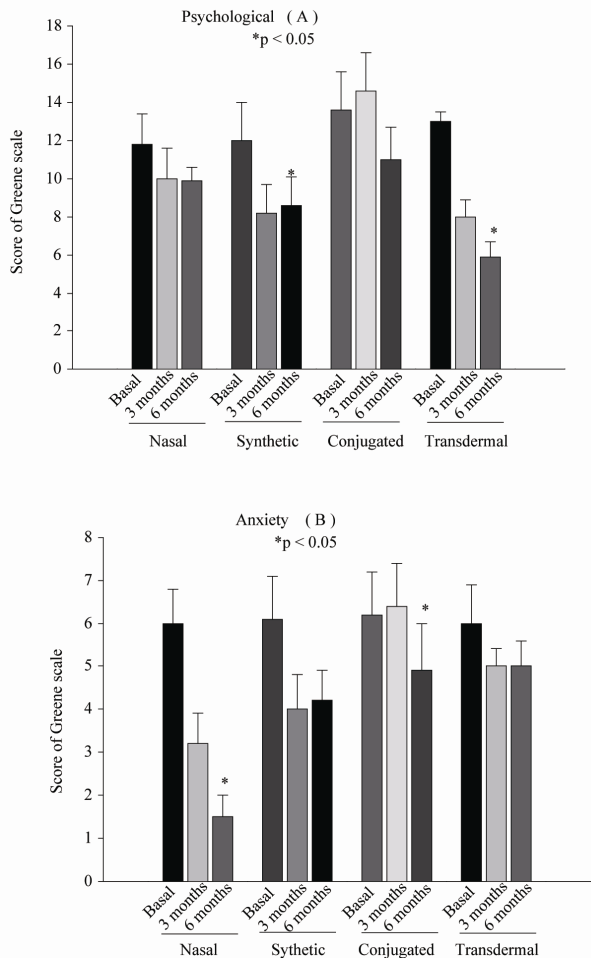 Psychological ( A )
*p < 0.05
Score of Greene scale
18
16
14
12
10
8
6
4
2
0
*
*
Basal 3 months 6 months Basal 3 months 6 months Basal 3 months 6 months Basal 3 months 6 months
Nasal Synthetic Conjugated Transdermal
Anxiety ( B )
*p < 0.05
Score of Greene scale
8
7
6
5
4
3
2
1
0
*
*
Basal 3 months 6 months Basal 3 months 6 months Basal 3 months 6 months Basal 3 months 6 months
Nasal Sythetic Conjugated Transdermal